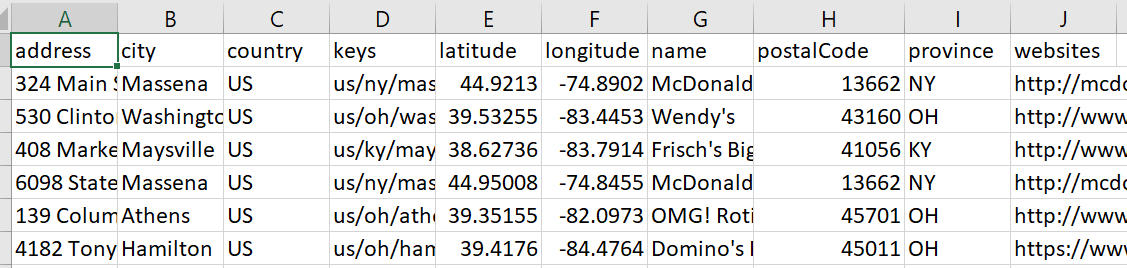 A B C D E F G H I J
address city country keys latitude longitude name postalCode province websites
324 Main Massena US us/ny/mas 44.9213 -74.8902 McDonald 13662 NY http://mcdo
530 Clinto Washingtc US us/oh/was 39.53255 -83.4453 Wendy's 43160 OH http://www
408 Marke Maysville US us/ky/may 38.62736 -83.7914 Frisch's Big 41056 KY http://www
6098 State Massena US us/ny/mas 44.95008 -74.8455 McDonald 13662 NY http://mcdo
139 Colum Athens US us/oh/ath 39.35155 -82.0973 OMG! Roti 45701 OH http://www
4182 Tony Hamilton US us/oh/ham 39.4176 -84.4764 Domino's 45011 OH https://www